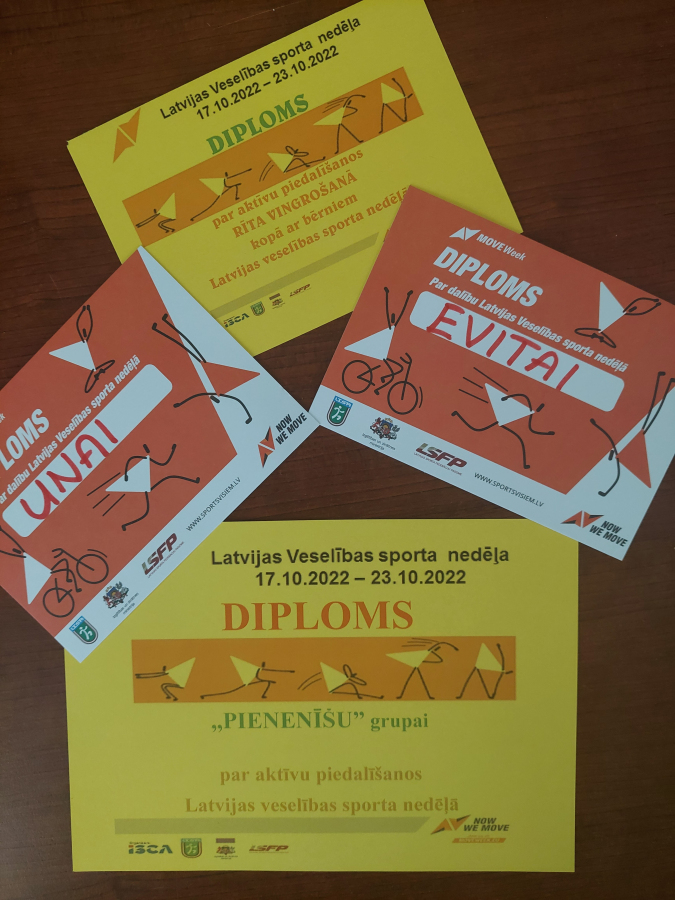 Latvijas Veselības sporta nedēļa
17.10.2022 – 23.10.2022
DIPLOMS
par aktīvu piedalīšanos
RĪTA VINGROŠANĀ
kopā ar bērniem
Latvijas veselības sporta nedēļā
ISCA
LSFP
MOVE Week
DIPLOMS
Par dalību Latvijas Veselības sporta nedēļā
EVITAI
LSFP
WWW.SPORTSVISIEM.LV
NOW
WE MOVE
Week
LOMS
Par dalību Latvijas Veselības sporta nedēļā
UNAI
LSFP
WWW.SPORTSVISIEM.LV
NOW
WE MOVE
Latvijas Veselības sporta nedēļa
17.10.2022 – 23.10.2022
DIPLOMS
„PIENENĪŠU” grupai
par aktīvu piedalīšanos
Latvijas veselības sporta nedēļā
NOW
WE MOVE
ISCA
LSFP